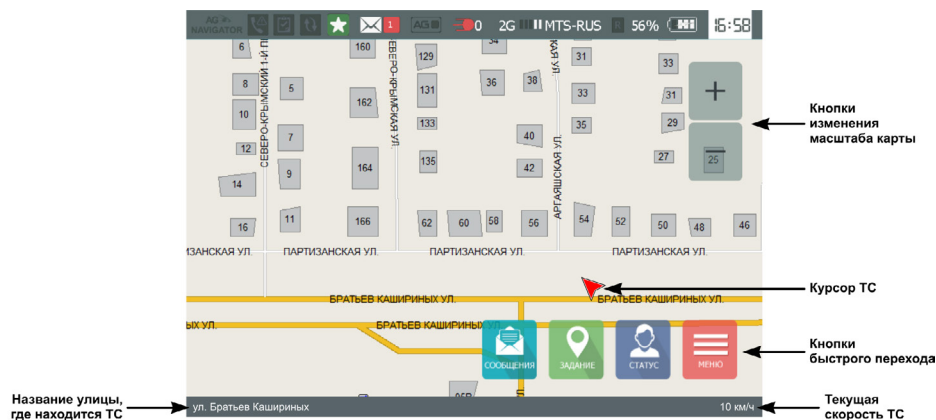 AG
NAVIGATOR
1
AG
0
2G
MTS-RUS
56%
16:58
6
160
129
34
31
33
8
5
162
131
36
38
33
31
10
133
35
29
12
7
40
135
27
25
14
9
164
42
16
11
166
62
60
58
56
54
52
50
48
46
СЕВЕРО-КРЫМСКИЙ 1-Й П
ЕВЕРО-КРЫМСКАЯ УЛ.
АРГАЯШСКАЯ УЛ.
КАЯ УЛ
ИЗАНСКАЯ УЛ.
ПАРТИЗАНСКАЯ УЛ.
ПАРТИЗАНСКАЯ УЛ.
ПАРТИЗАНСКАЯ УЛ.
БРАТЬЕВ КАШИРИНЫХ УЛ.
БРАТЬЕВ КАШИРИНЫХ УЛ.
ЫХ УЛ.
БРАТЬЕВ КАШИРИНЫХ УЛ.
СООБЩЕНИЯ
ЗАДАНИЕ
СТАТУС
МЕНЮ
ул. Братьев Кашириных
10 км/ч
Кнопки
изменения
масштаба карты
Курсор ТС
Кнопки
быстрого перехода
Название улицы,
где находится ТС
Текущая
скорость ТС